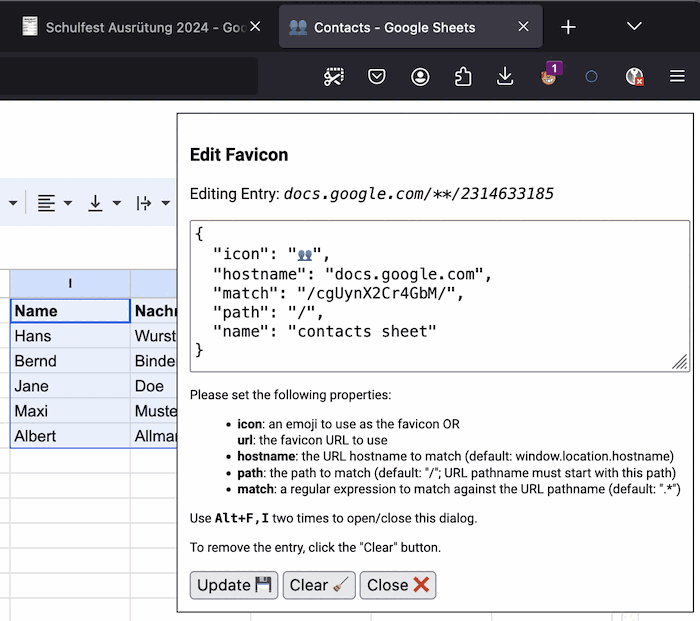 Schulfest Ausrütung 2024 - Goo
Contacts - Google Sheets
1
Edit Favicon
Editing Entry: docs.google.com/**/2314633185
{
"icon": "👥",
"hostname": "docs.google.com",
"match": "/cgUynX2Cr4GbM/",
"path": "/",
"name": "contacts sheet"
}
I
Name Nachr
Hans Wurst
Bernd Binde
Jane Doe
Maxi Muste
Albert Allmar
Please set the following properties:
• icon: an emoji to use as the favicon OR
url: the favicon URL to use
• hostname: the URL hostname to match (default: window.location.hostname)
• path: the path to match (default: "/"; URL pathname must start with this path)
• match: a regular expression to match against the URL pathname (default: ".*")
Use Alt+F,I two times to open/close this dialog.
To remove the entry, click the "Clear" button.
Update 💾 Clear 🧹 Close ❌